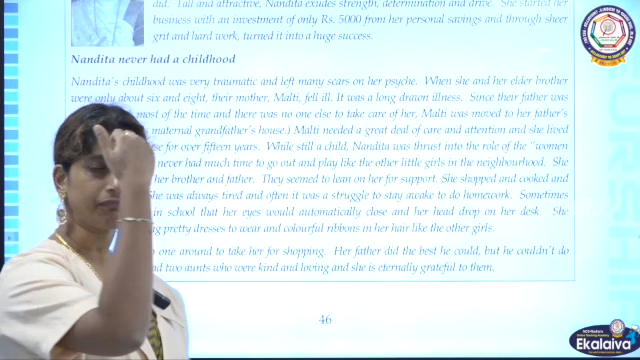 did. Tall and attractive, Nandita exudes strength, determination and drive. She started her
business with an investment of only Rs. 5000 from her personal savings and through sheer
grit and hard work, turned it into a huge success.
Nandita never had a childhood
Nandita's childhood was very traumatic and left many scars on her psyche. When she and her elder brother
were only about six and eight, their mother, Malti, fell ill. It was a long drawn illness. Since their father was
most of the time and there was no one else to take care of her, Malti was moved to her father's
maternal grandfather's house.) Malti needed a great deal of care and attention and she lived
for over fifteen years. While still a child, Nandita was thrust into the role of the "women
never had much time to go out and play like the other little girls in the neighbourhood. She
her brother and father. They seemed to lean on her for support. She shopped and cooked and
She was always tired and often it was a struggle to stay awake to do homework. Sometimes
in school that her eyes would automatically close and her head drop on her desk. She
pretty dresses to wear and colourful ribbons in her hair like the other girls.
one around to take her for shopping. Her father did the best he could, but he couldn't do
two aunts who were kind and loving and she is eternally grateful to them.
46
Ekalaiva